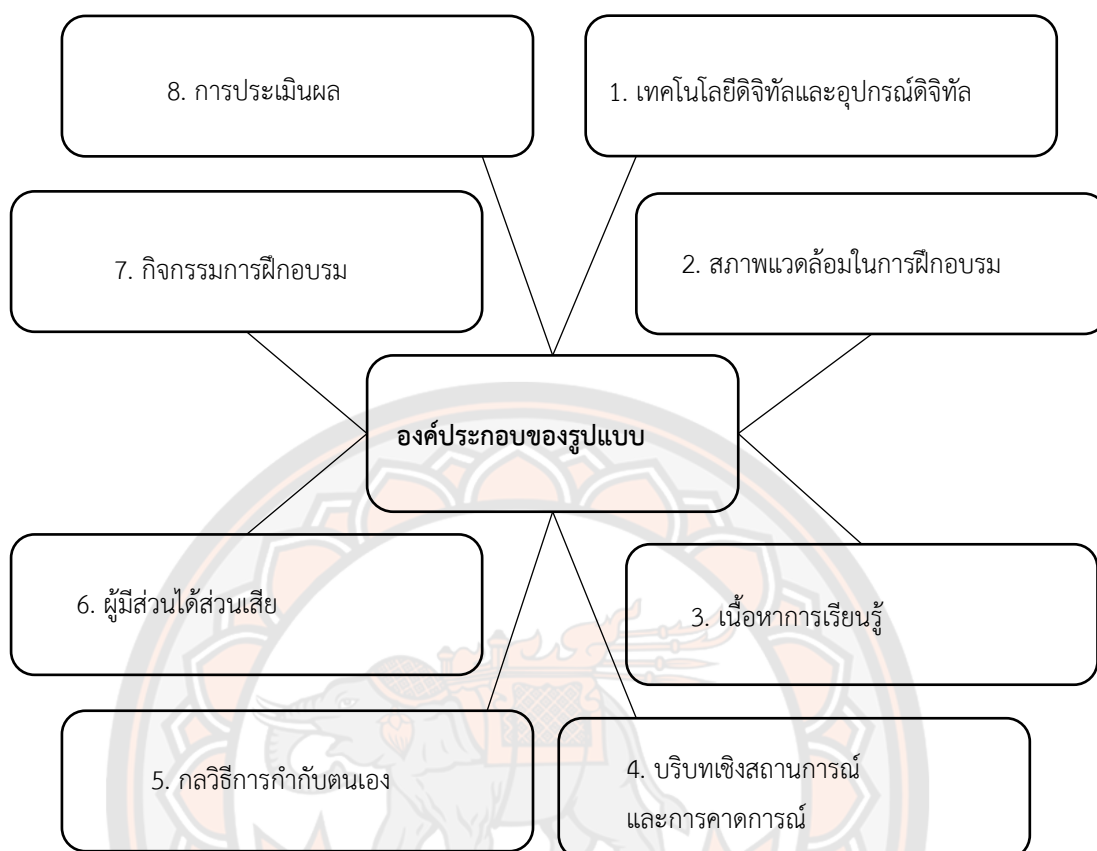 8. การประเมินผล
1. เทคโนโลยีดิจิทัลและอุปกรณ์ดิจิทัล
7. กิจกรรมการฝึกอบรม
2. สภาพแวดล้อมในการฝึกอบรม
องค์ประกอบของรูปแบบ
6. ผู้มีส่วนได้ส่วนเสีย
3. เนื้อหาการเรียนรู้
5. กลวิธีการกำกับตนเอง
4. บริบทเชิงสถานการณ์
และการคาดการณ์